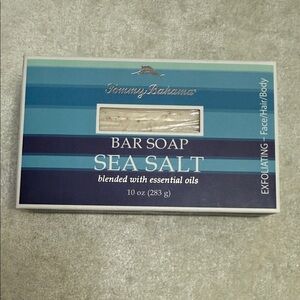 Tommy Bahama
BAR SOAP
SEA SALT
blended with essential oils
10 oz (283 g)
EXFOLIATING – Face/Hair/Body